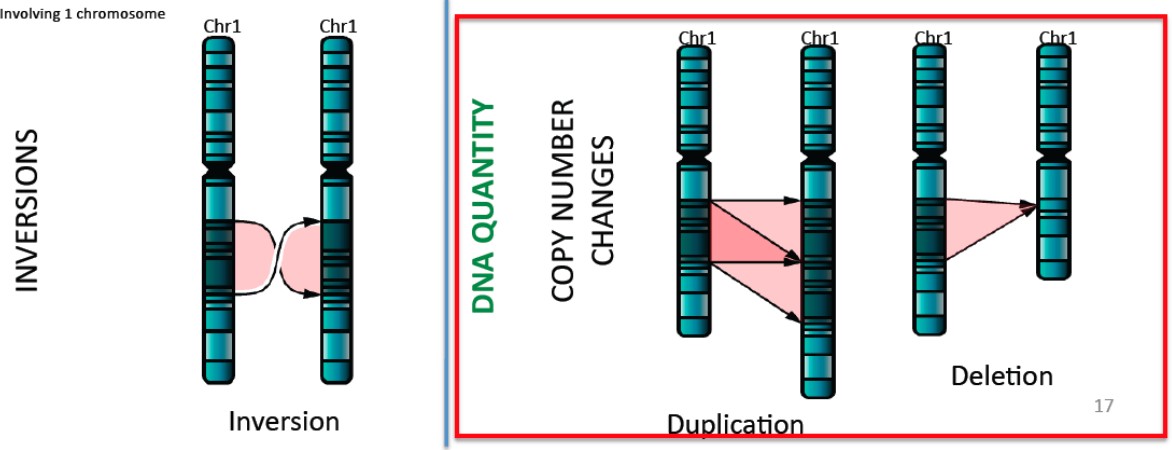 Involving 1 chromosome
Chr1
Chr1
INVERSIONS
Inversion
DNA QUANTITY
COPY NUMBER
CHANGES
Chr1
Chr1
Duplication
Chr1
Chr1
Deletion
17